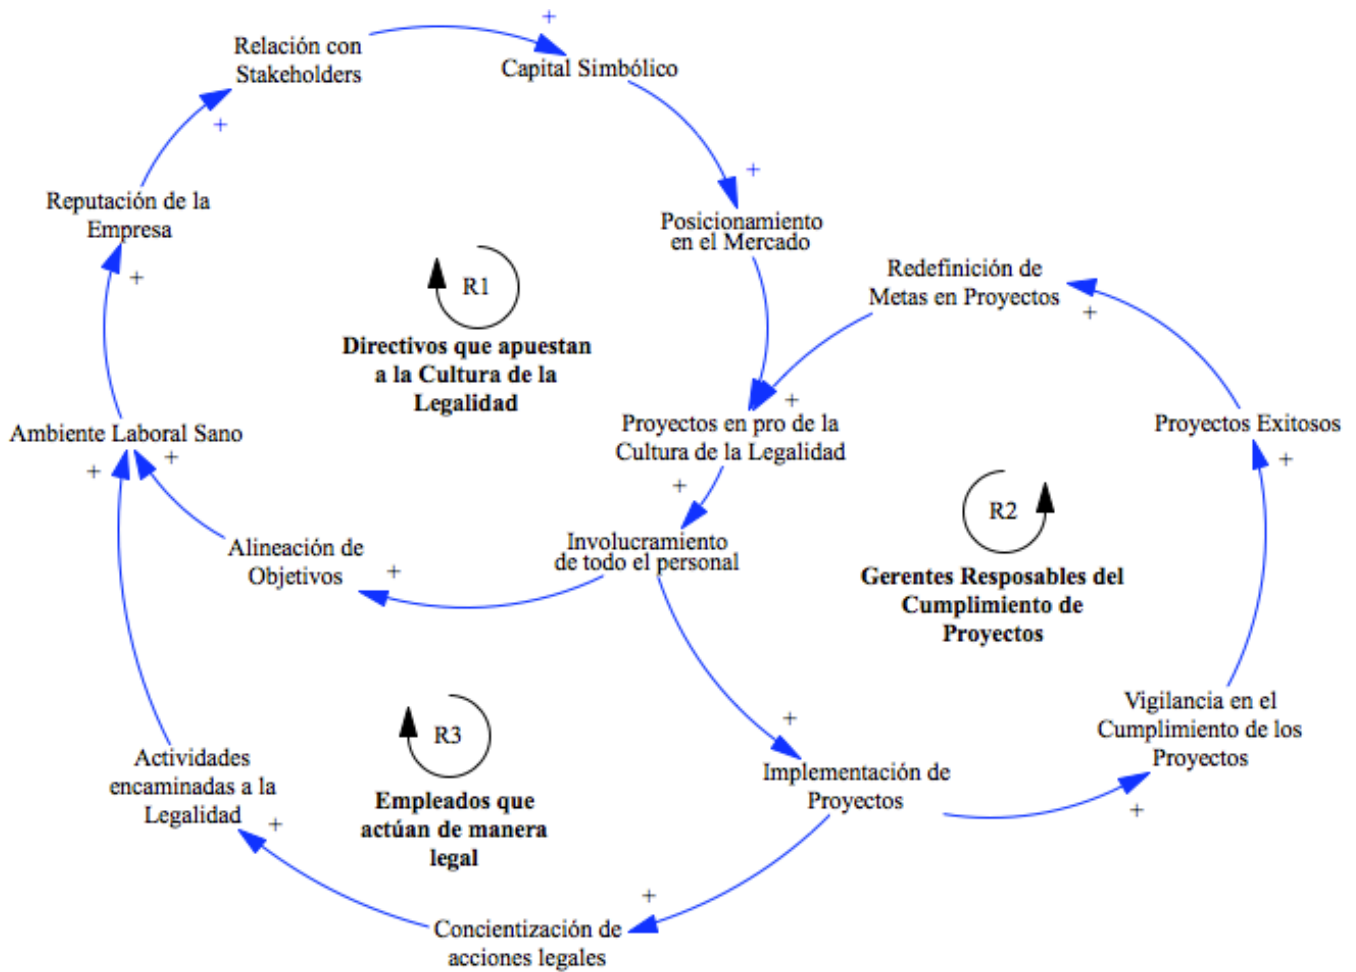 Relación con
Stakeholders
+
Capital Simbólico
+
+
Reputación de la
Empresa
Posicionamiento
en el Mercado
+
Redefinición de
Metas en Proyectos
+
R1
Directivos que apuestan
a la Cultura de la
Legalidad
+
Proyectos en pro de la
Cultura de la Legalidad
Proyectos Exitosos
+
Ambiente Laboral Sano
+
+
+
R2
Involucramiento
de todo el personal
Alineación de
Objetivos
+
Gerentes Resposables del
Cumplimiento de
Proyectos
Vigilancia en el
Cumplimiento de los
Proyectos
+
R3
+
Actividades
encaminadas a la
Legalidad
+
Implementación de
Proyectos
Empleados que
actúan de manera
legal
+
Concientización de
acciones legales